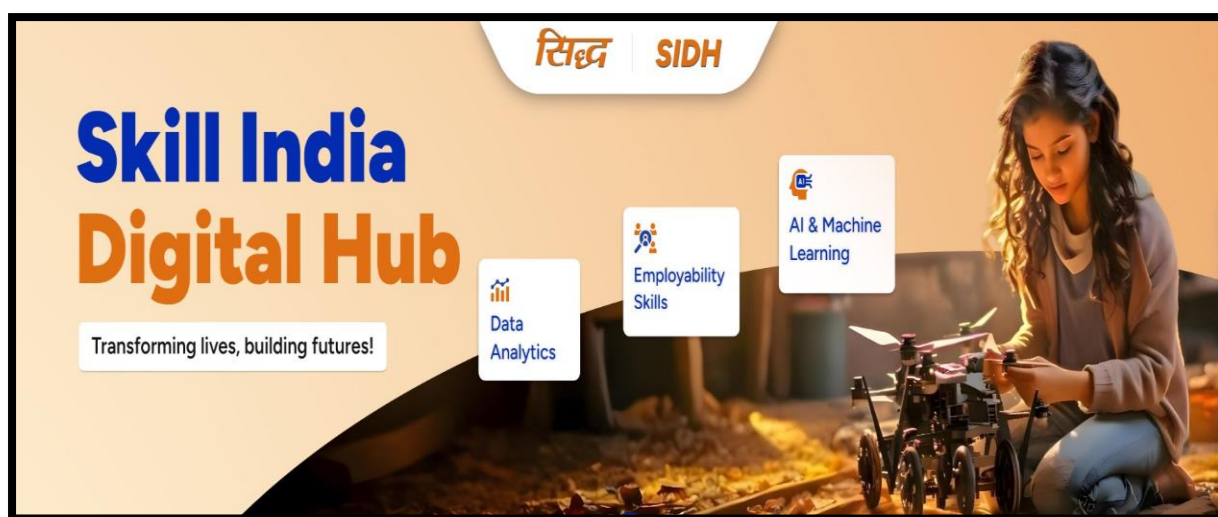 सिद्ध SIDH
Skill India
Digital Hub
Transforming lives, building futures!
Data
Analytics
Employability
Skills
AI & Machine
Learning